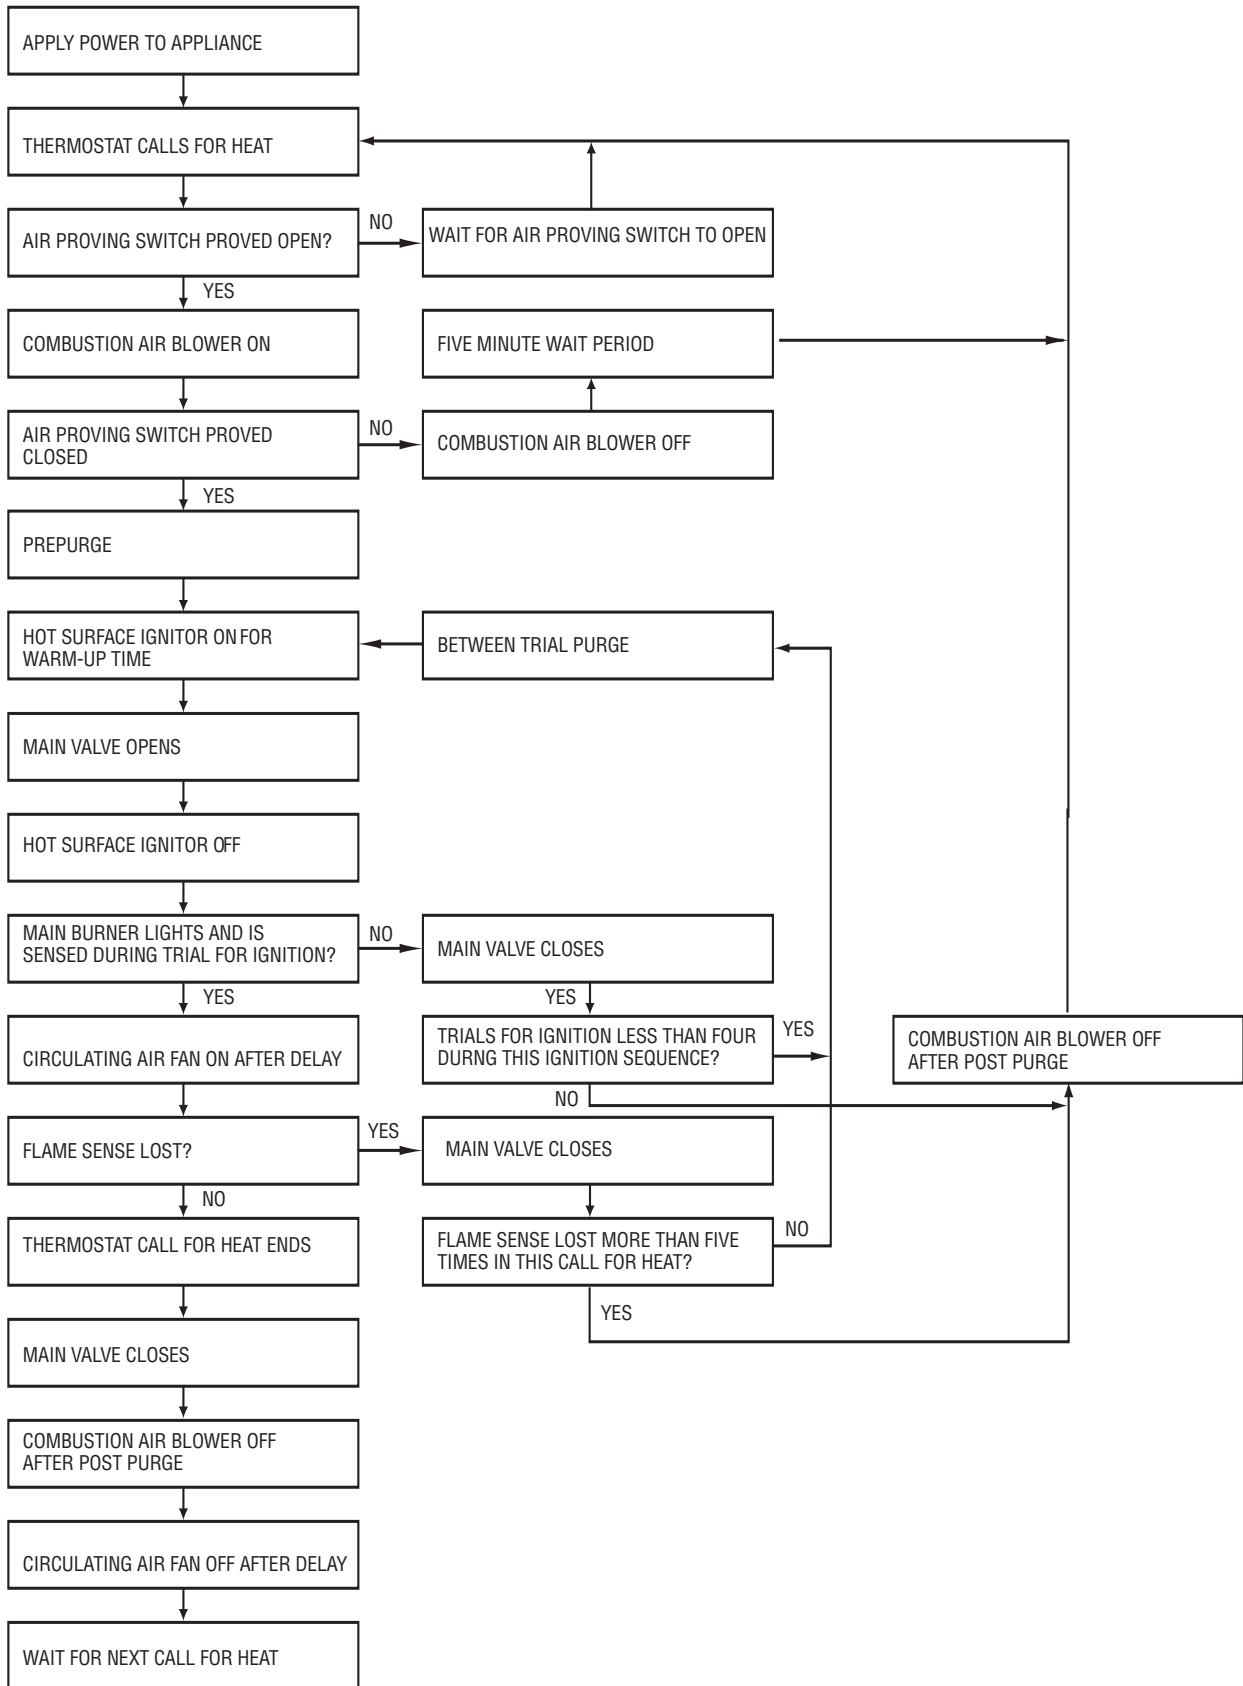 APPLY POWER TO APPLIANCE
THERMOSTAT CALLS FOR HEAT
AIR PROVING SWITCH PROVED OPEN?
NO
WAIT FOR AIR PROVING SWITCH TO OPEN
YES
COMBUSTION AIR BLOWER ON
FIVE MINUTE WAIT PERIOD
AIR PROVING SWITCH PROVED
CLOSED
NO
COMBUSTION AIR BLOWER OFF
YES
PREPURGE
HOT SURFACE IGNITOR ON FOR
WARM-UP TIME
BETWEEN TRIAL PURGE
MAIN VALVE OPENS
HOT SURFACE IGNITOR OFF
MAIN BURNER LIGHTS AND IS
SENSED DURING TRIAL FOR IGNITION?
NO
MAIN VALVE CLOSES
YES
YES
CIRCULATING AIR FAN ON AFTER DELAY
TRIALS FOR IGNITION LESS THAN FOUR
DURNG THIS IGNITION SEQUENCE?
YES
COMBUSTION AIR BLOWER OFF
AFTER POST PURGE
NO
FLAME SENSE LOST?
YES
MAIN VALVE CLOSES
NO
THERMOSTAT CALL FOR HEAT ENDS
FLAME SENSE LOST MORE THAN FIVE
TIMES IN THIS CALL FOR HEAT?
NO
YES
MAIN VALVE CLOSES
COMBUSTION AIR BLOWER OFF
AFTER POST PURGE
CIRCULATING AIR FAN OFF AFTER DELAY
WAIT FOR NEXT CALL FOR HEAT